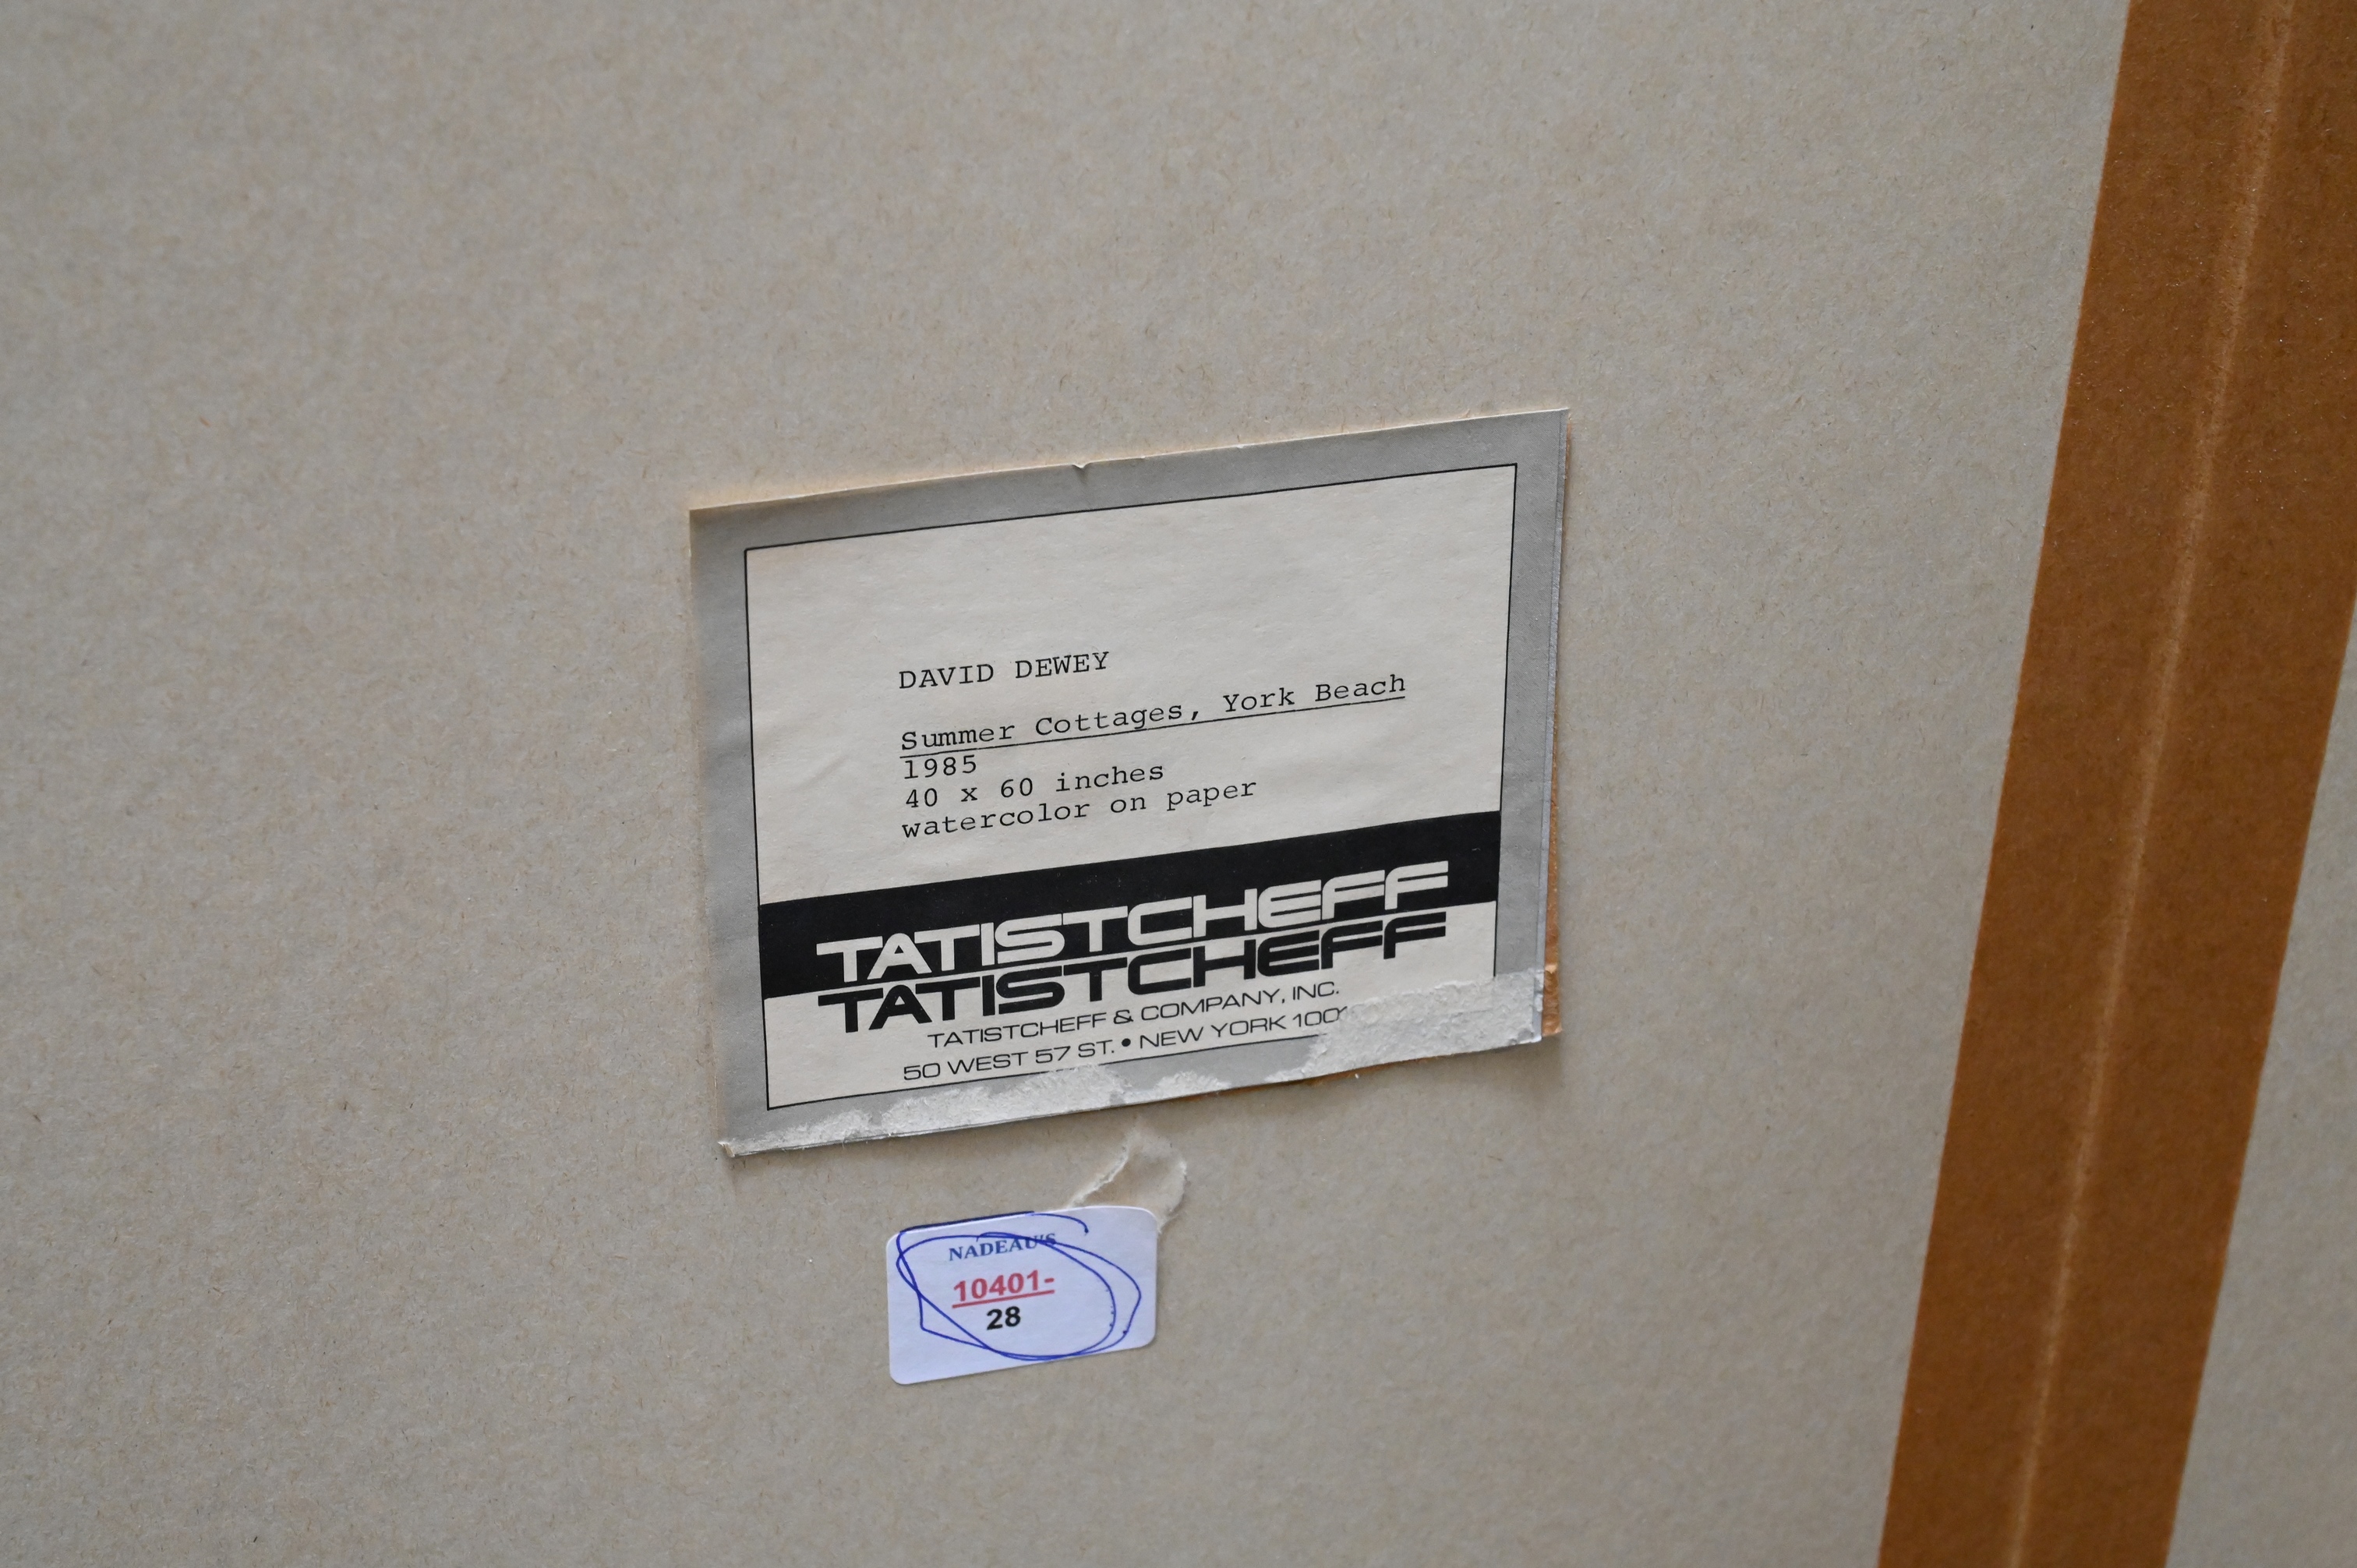 DAVID DEWEY
Summer Cottages, York Beach
1985
40 x 60 inches
watercolor on paper
TATISTCHEFF
TATISTCHEFF
TATISTCHEFF & COMPANY, INC.
50 WEST 57 ST. • NEW YORK
NADEAU'S
10401-
28